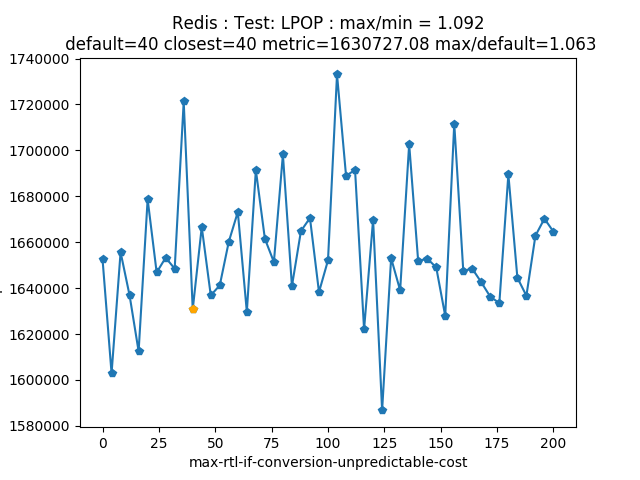 Redis : Test: LPOP : max/min = 1.092
default=40 closest=40 metric=1630727.08 max/default=1.063
1740000
1720000
1700000
1680000
1660000
1640000
1620000
1600000
1580000
0 25 50 75 100 125 150 175 200
max-rtl-if-conversion-unpredictable-cost